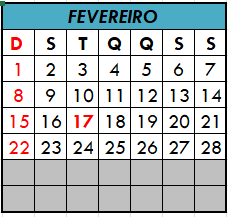 FEVEREIRO
D S T Q Q S S
1 2 3 4 5 6 7
8 9 10 11 12 13 14
15 16 17 18 19 20 21
22 23 24 25 26 27 28